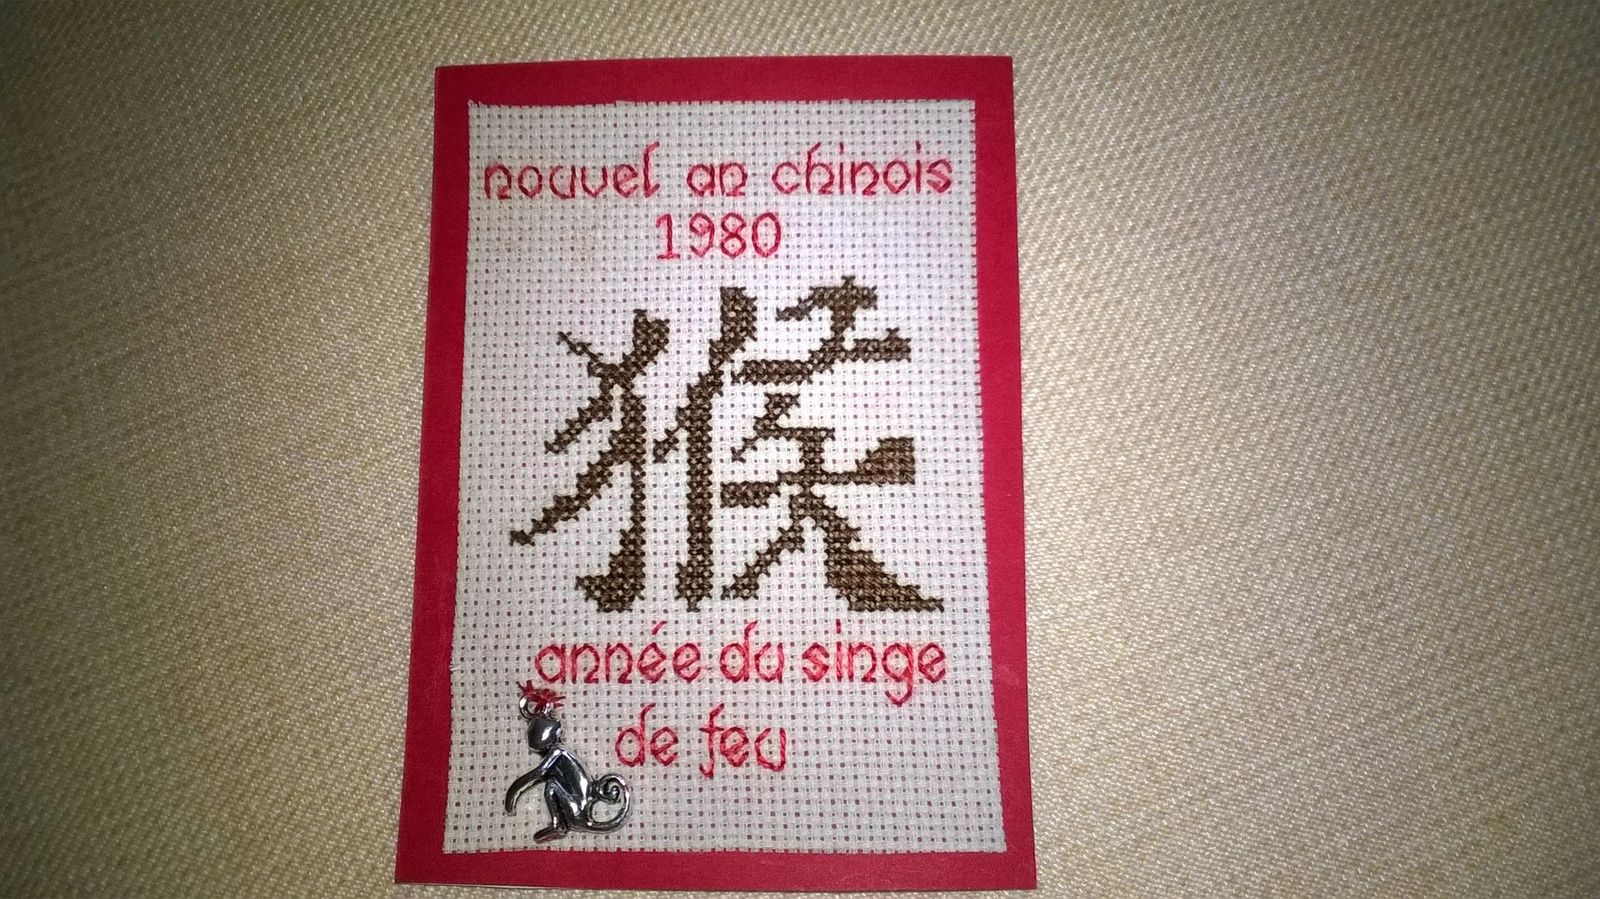 nouvel an chinois
1980
猴
année du singe
de feu